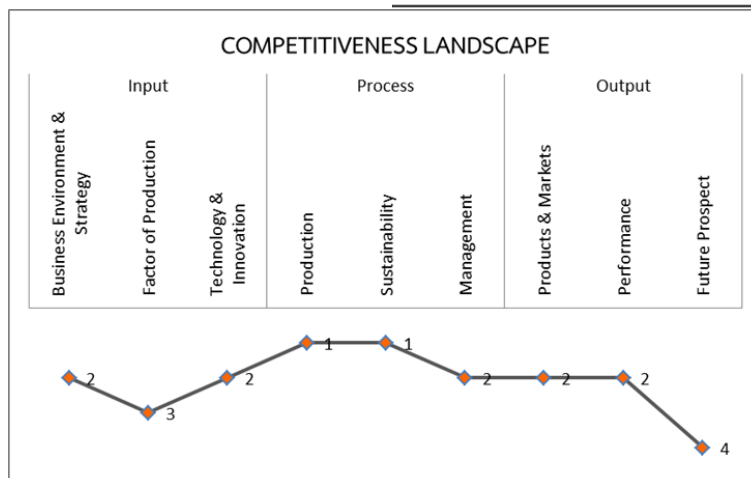 COMPETITIVENESS LANDSCAPE
Input
Process
Output
Business Environment &
Strategy
Factor of Production
Technology &
Innovation
Production
Sustainability
Management
Products & Markets
Performance
Future Prospect
2
3
2
1
1
2
2
2
4